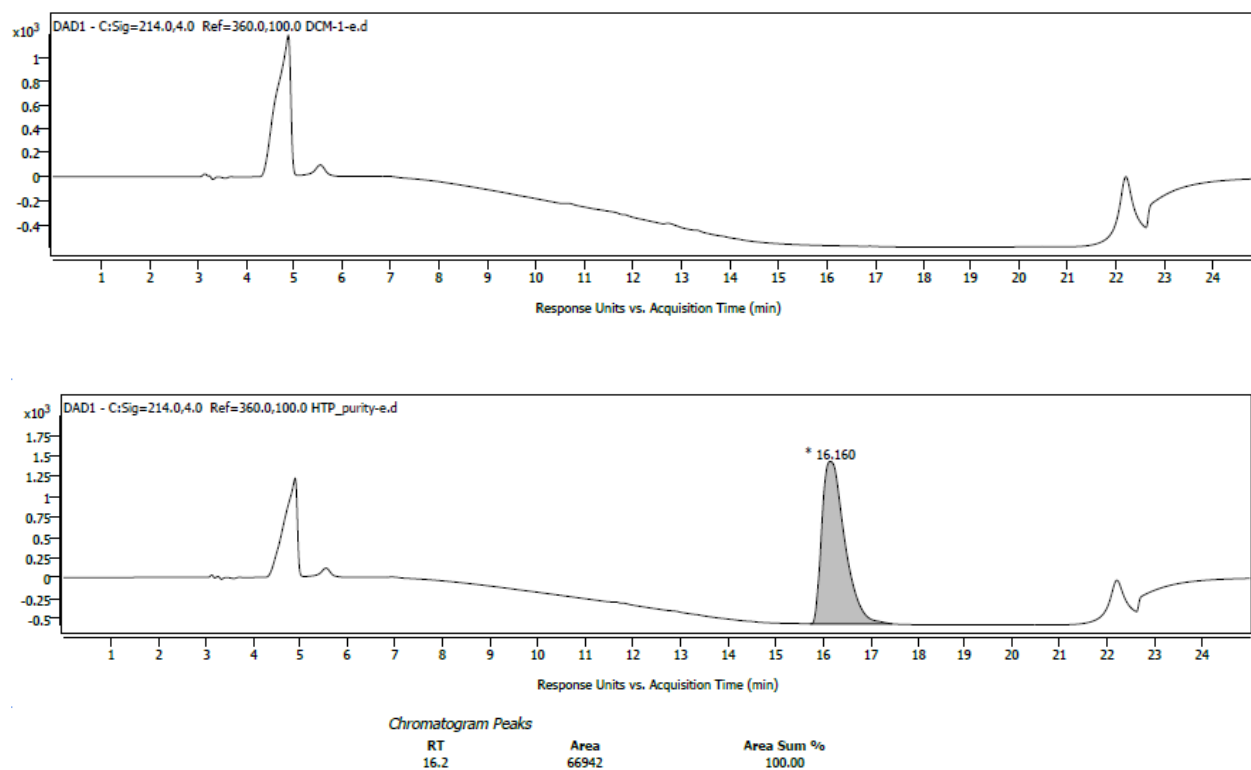 x10³ DAD1 - C:Sig=214.0,4.0 Ref=360.0,100.0 DCM-1-e.d
1
0.8
0.6
0.4
0.2
0
-0.2
-0.4
1 2 3 4 5 6 7 8 9 10 11 12 13 14 15 16 17 18 19 20 21 22 23 24
Response Units vs. Acquisition Time (min)
x10³ DAD1 - C:Sig=214.0,4.0 Ref=360.0,100.0 HTP_purity-e.d
1.75
* 16.160
1.5
1.25
1
0.75
0.5
0.25
0
-0.25
-0.5
1 2 3 4 5 6 7 8 9 10 11 12 13 14 15 16 17 18 19 20 21 22 23 24
Response Units vs. Acquisition Time (min)
Chromatogram Peaks
RT Area Area Sum %
16.2 66942 100.00